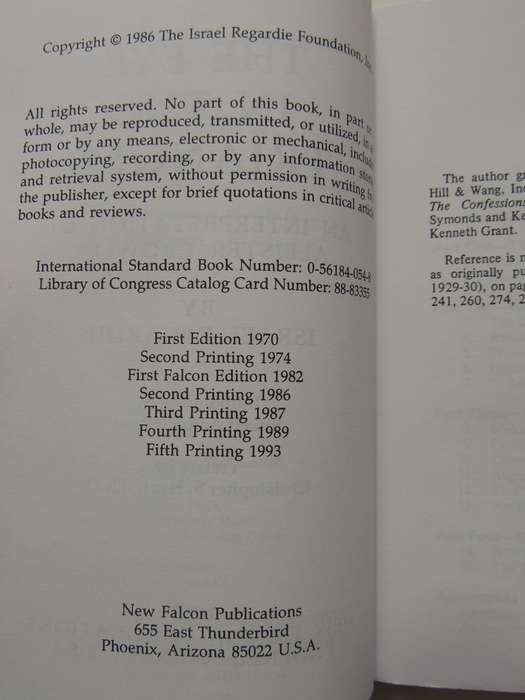 Copyright © 1986 The Israel Regardie Foundation,
All rights reserved. No part of this book, in part or
whole, may be reproduced, transmitted, or utilized, in
form or by any means, electronic or mechanical,
photocopying, recording, or by any information
and retrieval system, without permission in writing
the publisher, except for brief quotations in critical
books and reviews.
International Standard Book Number: 0-56184-054-
Library of Congress Catalog Card Number: 88-83355
First Edition 1970
Second Printing 1974
First Falcon Edition 1982
Second Printing 1986
Third Printing 1987
Fourth Printing 1989
Fifth Printing 1993
New Falcon Publications
655 East Thunderbird
Phoenix, Arizona 85022 U.S.A.
The author
Hill & Wang,
The Confessions
Symonds and
Kenneth Grant.
Reference is
as originally
1929-30), on
241, 260, 274,